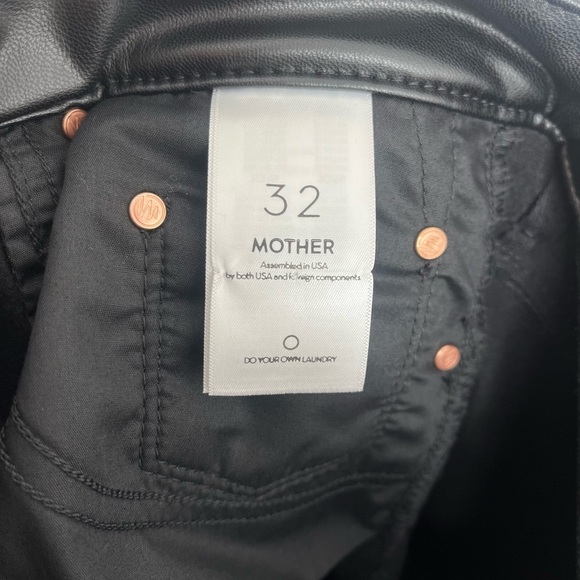 32
MOTHER
Assembled in USA
by both USA and foreign components
DO YOUR OWN LAUNDRY